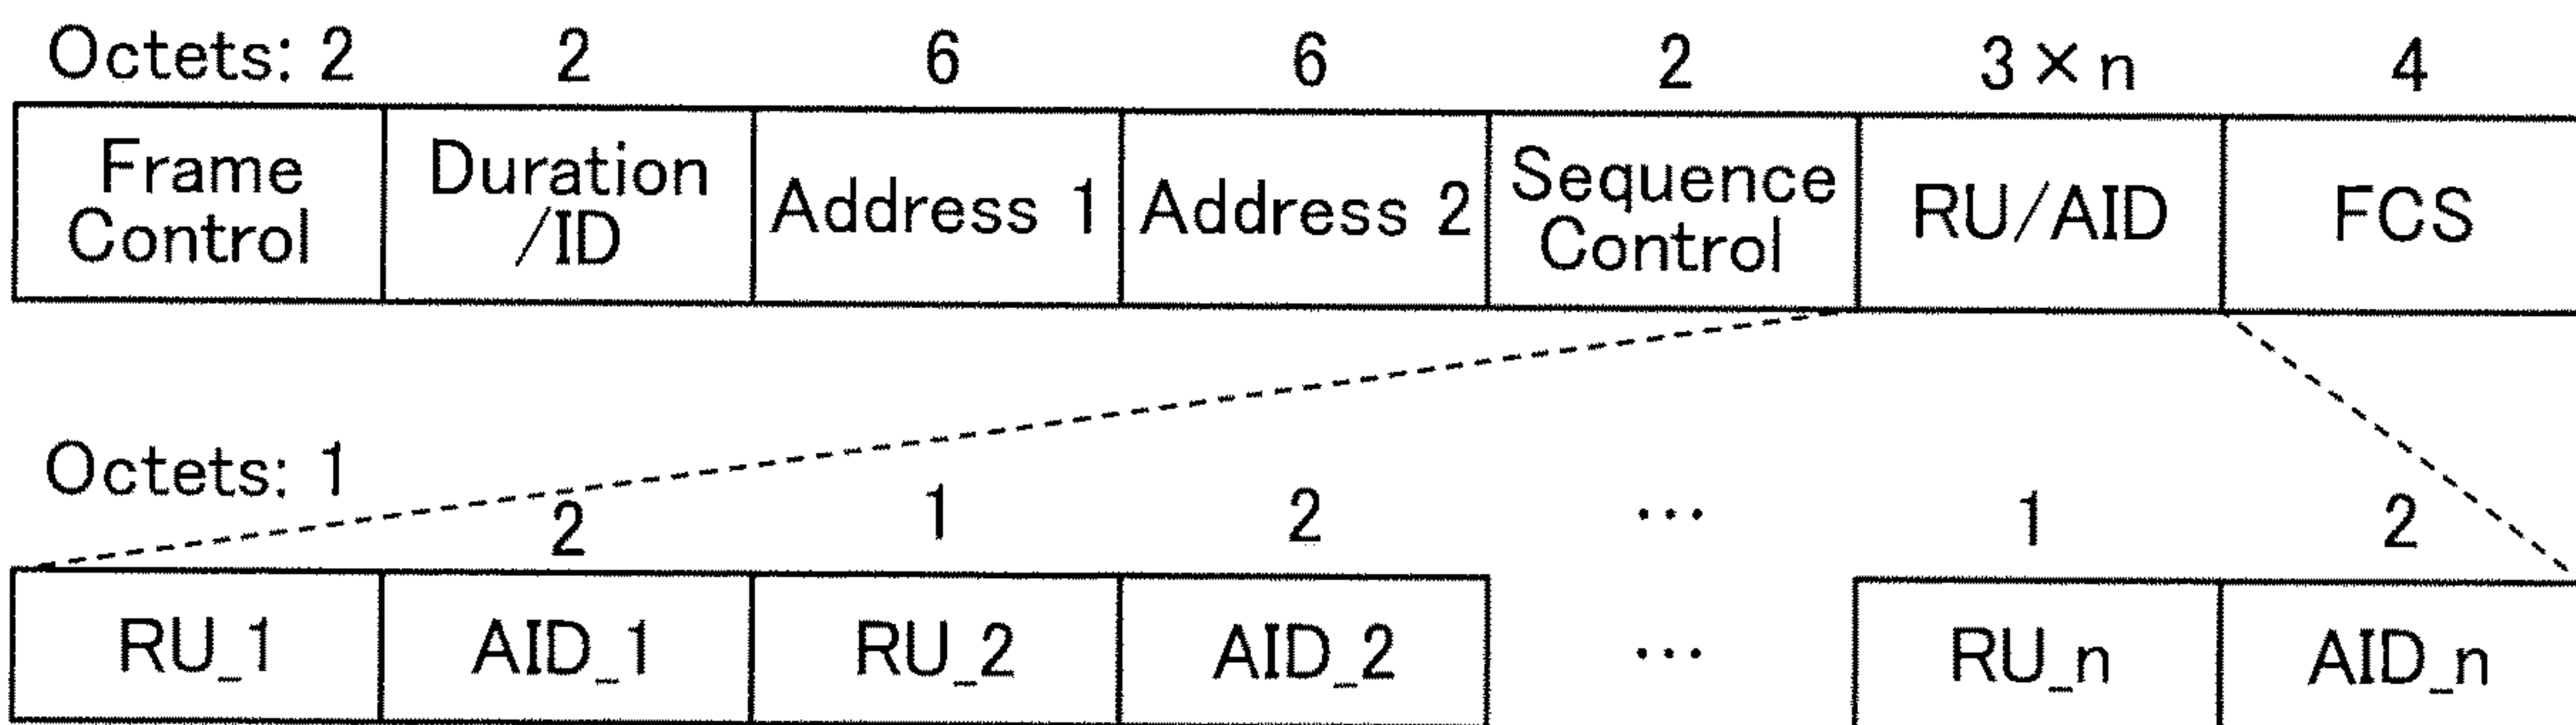 Octets: 2 2 6 6 2 3 × n 4
Frame Control Duration /ID Address 1 Address 2 Sequence Control RU/AID FCS
Octets: 1 2 1 2 ··· 1 2
RU_1 AID_1 RU_2 AID_2 ··· RU_n AID_n